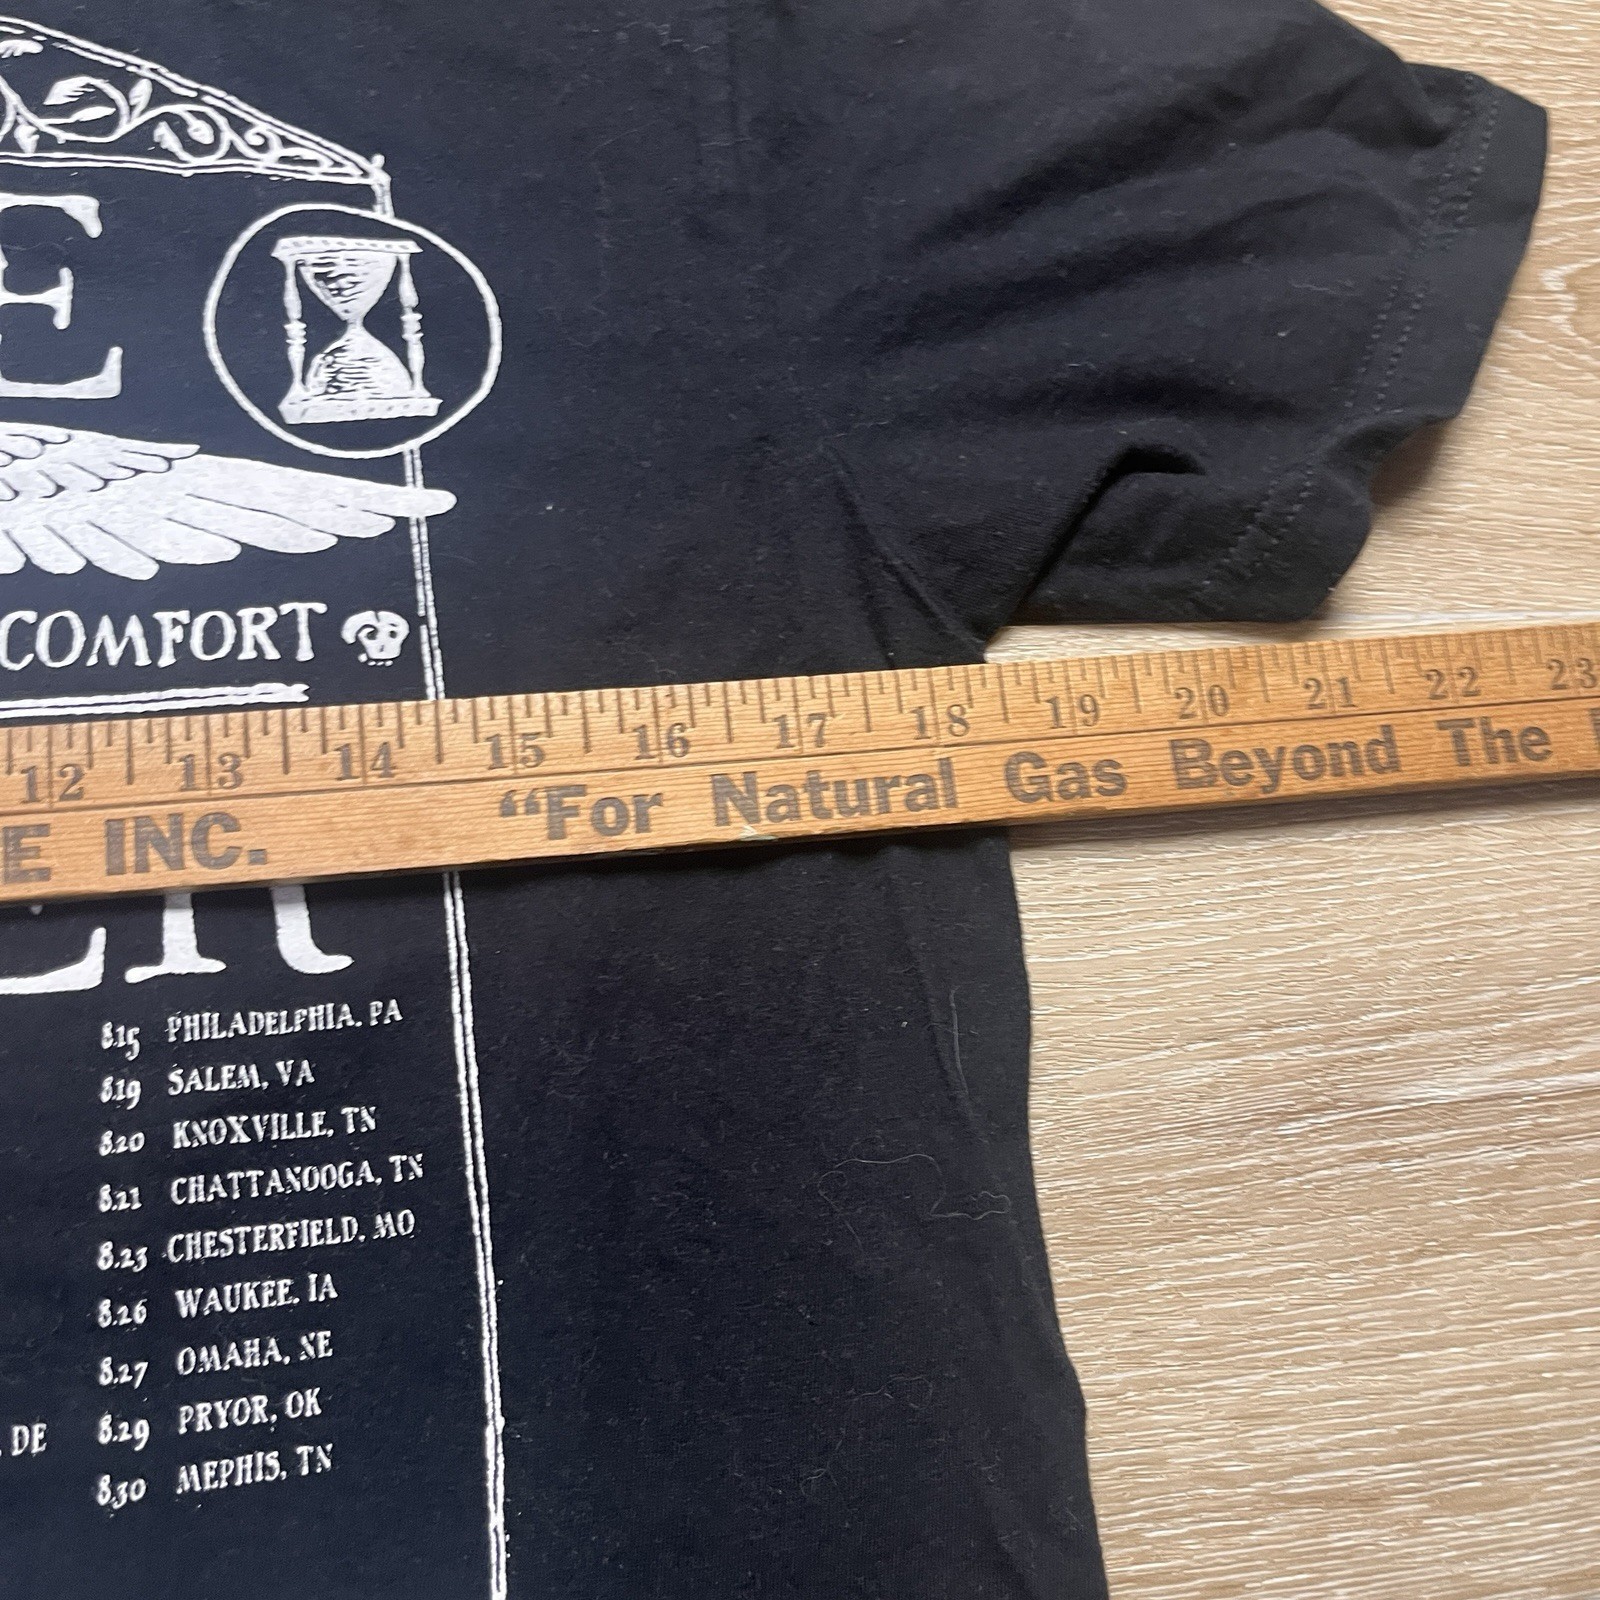 E
COMFORT
12 13 14 15 16 17 18 19 20 21 22 23
E INC. "For Natural Gas Beyond The
ER
8.15 PHILADELPHIA. PA
8.19 SALEM, VA
8.20 KNOXVILLE, TN
8.21 CHATTANOOGA, TN
8.23 CHESTERFIELD, MO
8.26 WAUKEE. IA
8.27 OMAHA, NE
, DE 8.29 PRYOR, OK
8.30 MEPHIS, TN